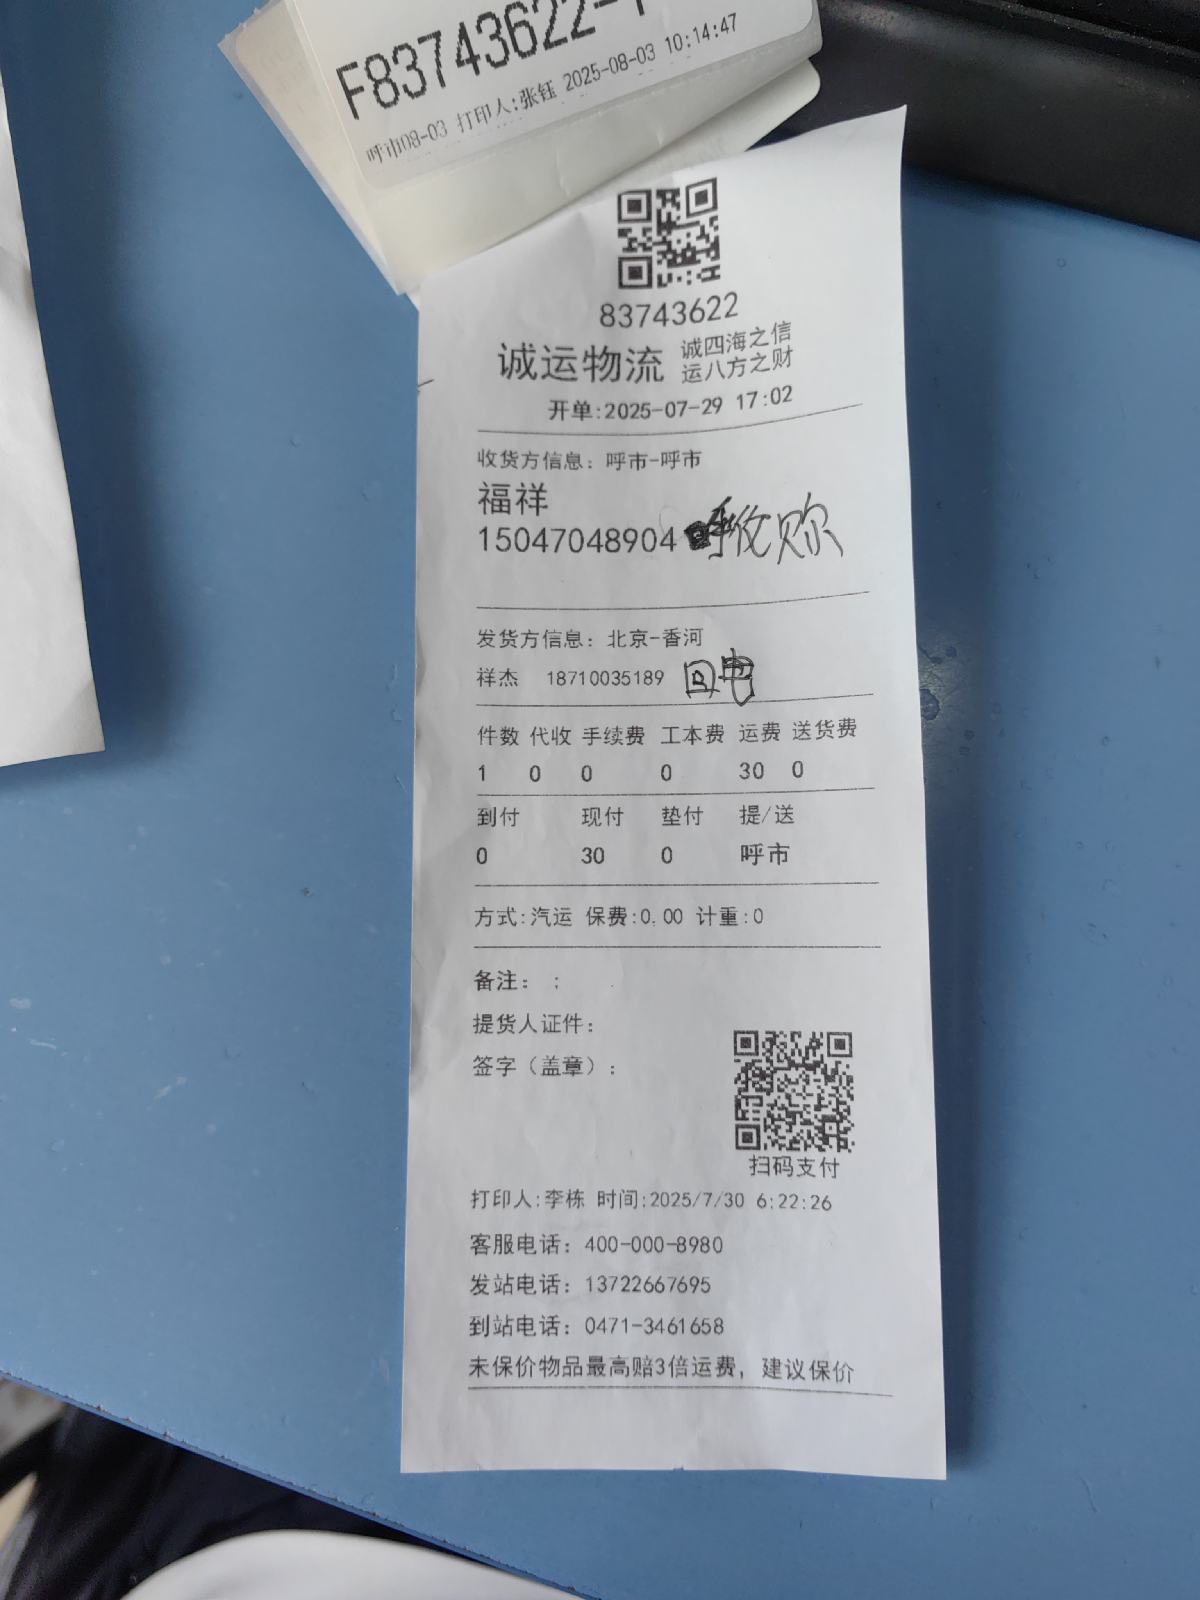 F83743622-1
呼市08-03 打印人:张钰 2025-08-03 10:14:47
83743622
诚运物流 诚四海之信
运八方之财
开单:2025-07-29 17:02
收货方信息: 呼市-呼市
福祥
15047048904 呼伦贝尔
发货方信息: 北京-香河
祥杰 18710035189 回电
件数 代收 手续费 工本费 运费 送货费
1 0 0 0 30 0
到付 现付 垫付 提/送
0 30 0 呼市
方式:汽运 保费:0.00 计重:0
备注: ;
提货人证件:
签字(盖章):
扫码支付
打印人:李栋 时间:2025/7/30 6:22:26
客服电话: 400-000-8980
发站电话: 13722667695
到站电话: 0471-3461658
未保价物品最高赔3倍运费, 建议保价